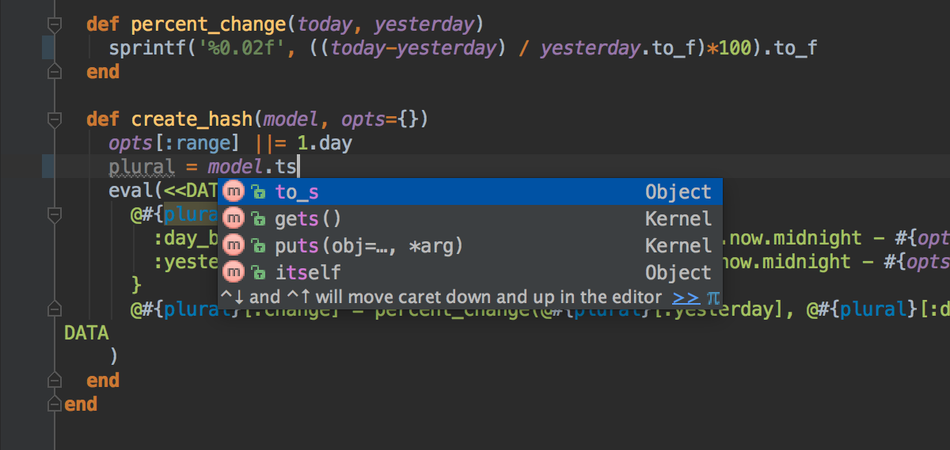 def percent_change(today, yesterday)
sprintf('%0.02f', ((today-yesterday) / yesterday.to_f)*100).to_f
end
def create_hash(model, opts={})
opts[:range] ||= 1.day
plural = model.ts
eval(<<DAT
to_s Object
@#{plura
gets() Kernel
:day_b .now.midnight - #{opt
puts(obj=…, *arg) Kernel
:yeste now.midnight - #{opts
itself Object
}
^↓ and ^↑ will move caret down and up in the editor >> π
@#{plural}[:change] = percent_change(@#{plural}[:yesterday], @#{plural}[:d
DATA
)
end
end